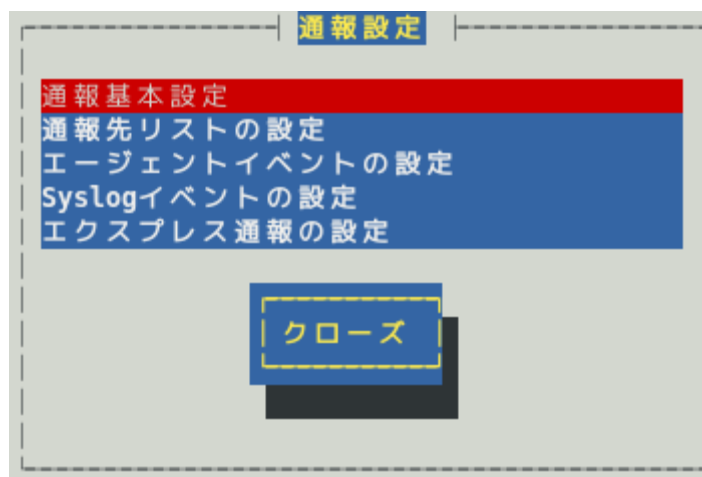 通報設定
通報基本設定
通報先リストの設定
エージェントイベントの設定
Syslogイベントの設定
エクスプレス通報の設定
クローズ